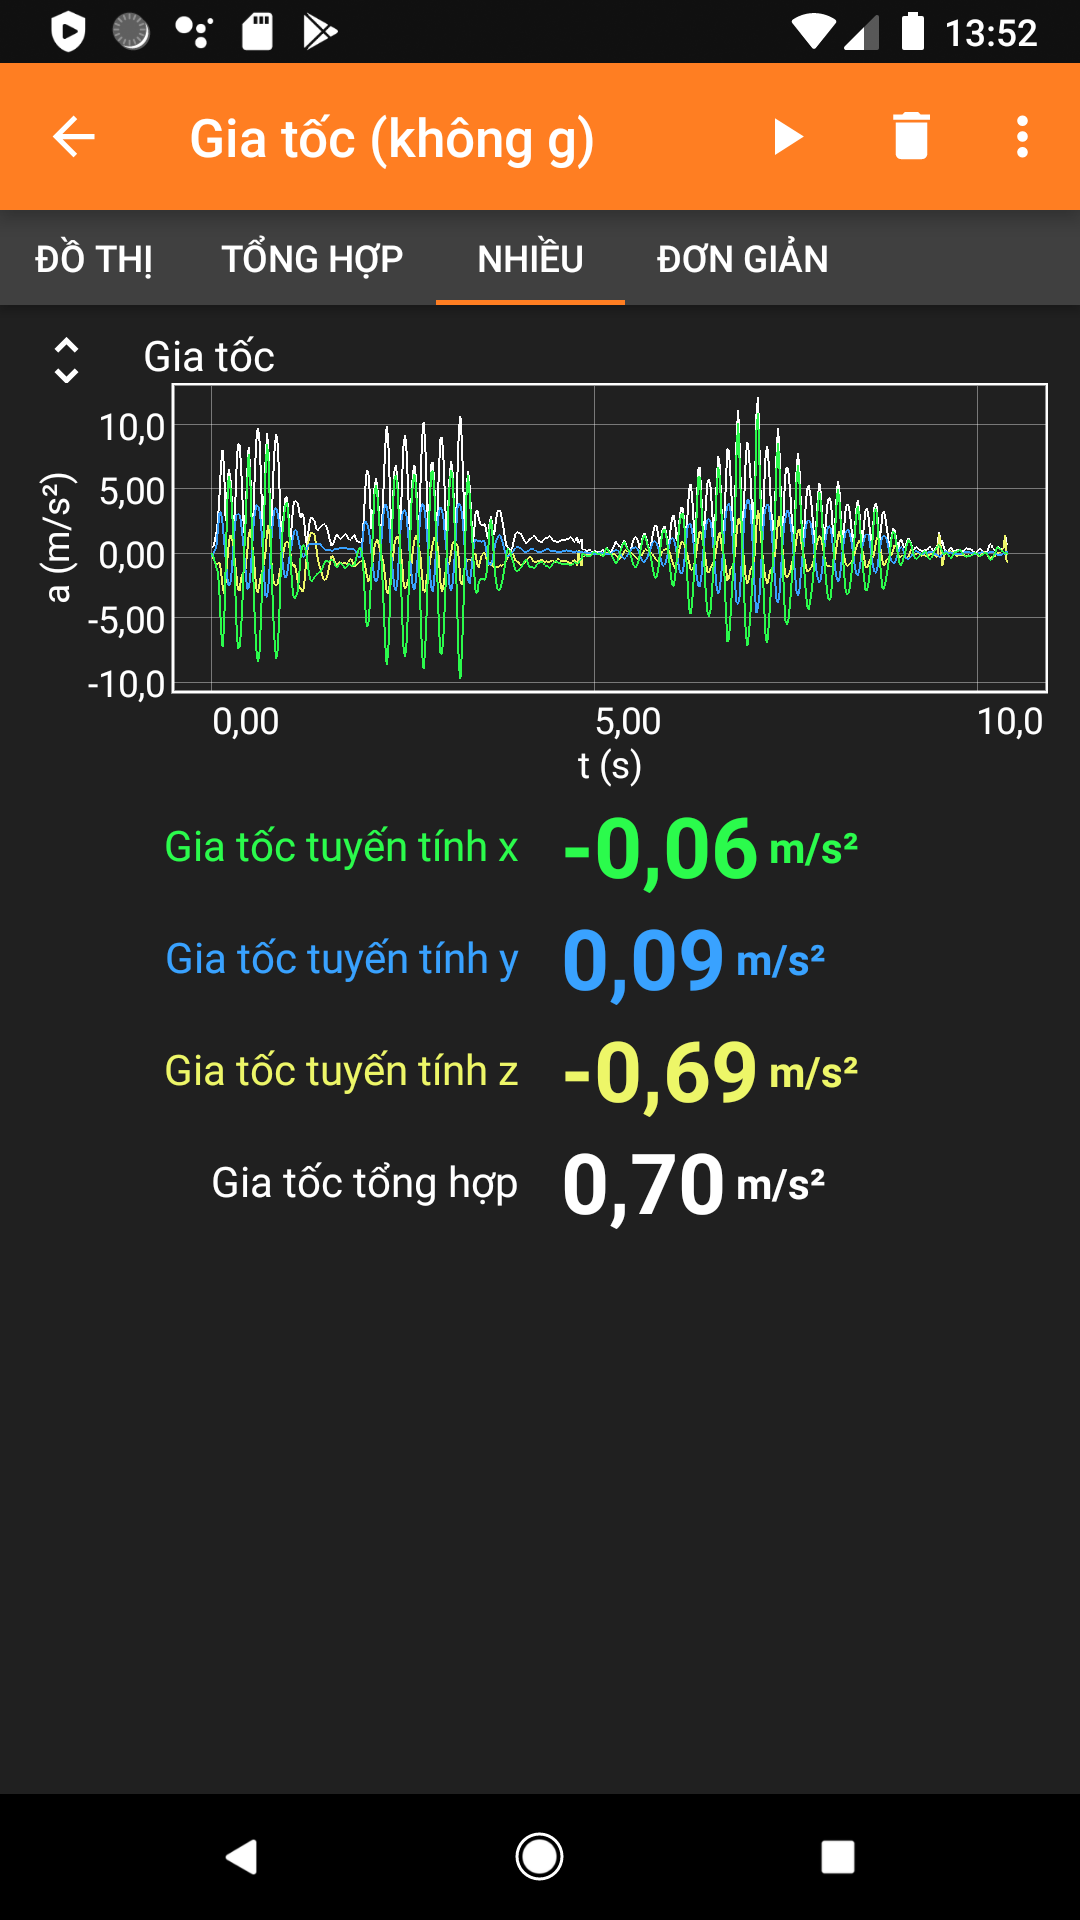 13:52
Gia tốc (không g)
ĐỒ THỊ TỔNG HỢP NHIỀU ĐƠN GIẢN
Gia tốc
10,0
5,00
0,00
-5,00
-10,0
a (m/s²)
0,00 5,00 10,0
t (s)
Gia tốc tuyến tính x -0,06 m/s²
Gia tốc tuyến tính y 0,09 m/s²
Gia tốc tuyến tính z -0,69 m/s²
Gia tốc tổng hợp 0,70 m/s²